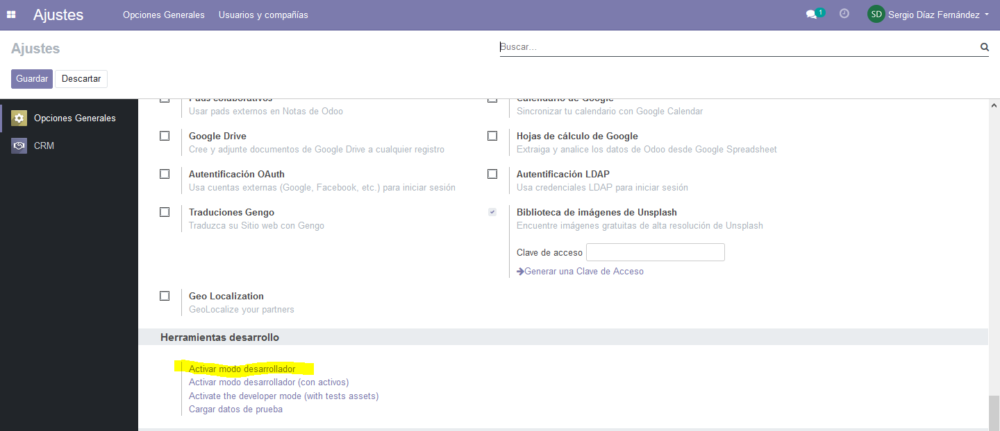 Ajustes Opciones Generales Usuarios y compañías 1 SD Sergio Díaz Fernández
Ajustes
Buscar...
Guardar Descartar
Opciones Generales
CRM
Pads colaborativos
Usar pads externos en Notas de Odoo
Calendario de Google
Sincronizar tu calendario con Google Calendar
Google Drive
Cree y adjunte documentos de Google Drive a cualquier registro
Hojas de cálculo de Google
Extraiga y analice los datos de Odoo desde Google Spreadsheet
Autentificación OAuth
Usa cuentas externas (Google, Facebook, etc.) para iniciar sesión
Autentificación LDAP
Usa credenciales LDAP para iniciar sesión
Traduciones Gengo
Traduzca su Sitio web con Gengo
Biblioteca de imágenes de Unsplash
Encuentre imágenes gratuitas de alta resolución de Unsplash
Clave de acceso
Generar una Clave de Acceso
Geo Localization
GeoLocalize your partners
Herramientas desarrollo
Activar modo desarrollador
Activar modo desarrollador (con activos)
Activate the developer mode (with tests assets)
Cargar datos de prueba